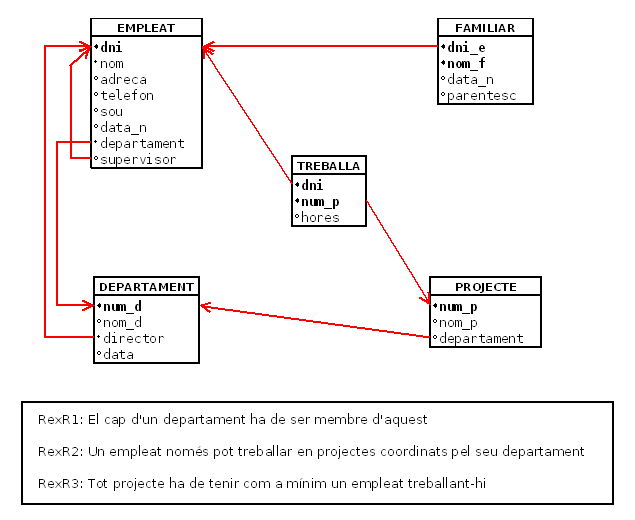 EMPLEAT
dni
nom
adreca
telefon
sou
data_n
departament
supervisor
FAMILIAR
dni_e
nom_f
data_n
parentesc
TREBALLA
dni
num_p
hores
DEPARTAMENT
num_d
nom_d
director
data
PROJECTE
num_p
nom_p
departament
RexR1: El cap d'un departament ha de ser membre d'aquest
RexR2: Un empleat només pot treballar en projectes coordinats pel seu departament
RexR3: Tot projecte ha de tenir com a mínim un empleat treballant-hi